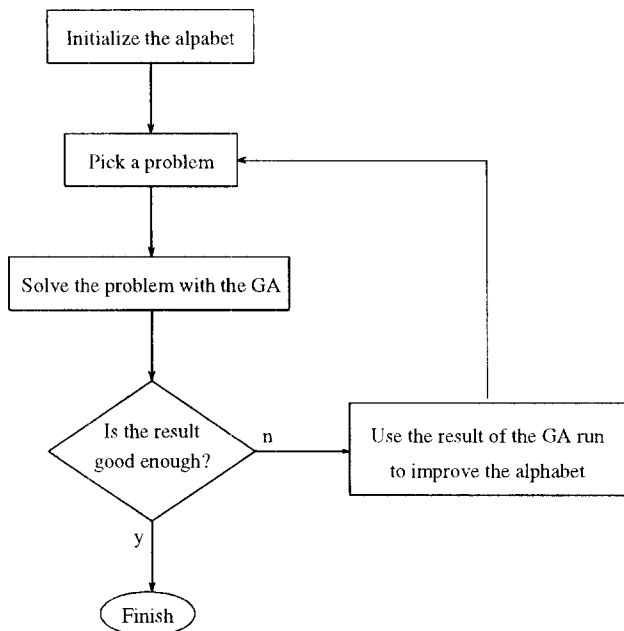 Initialize the alpabet
Pick a problem
Solve the problem with the GA
Is the result
good enough?
n
Use the result of the GA run
to improve the alphabet
y
Finish